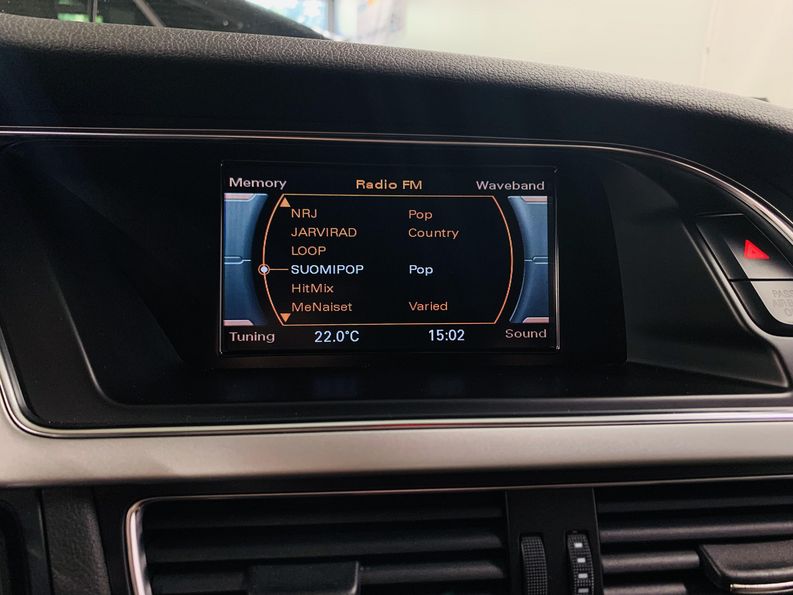 Memory Radio FM Waveband
NRJ Pop
JARVIRAD Country
LOOP
SUOMIPOP Pop
HitMix
MeNaiset Varied
Tuning 22.0°C 15:02 Sound